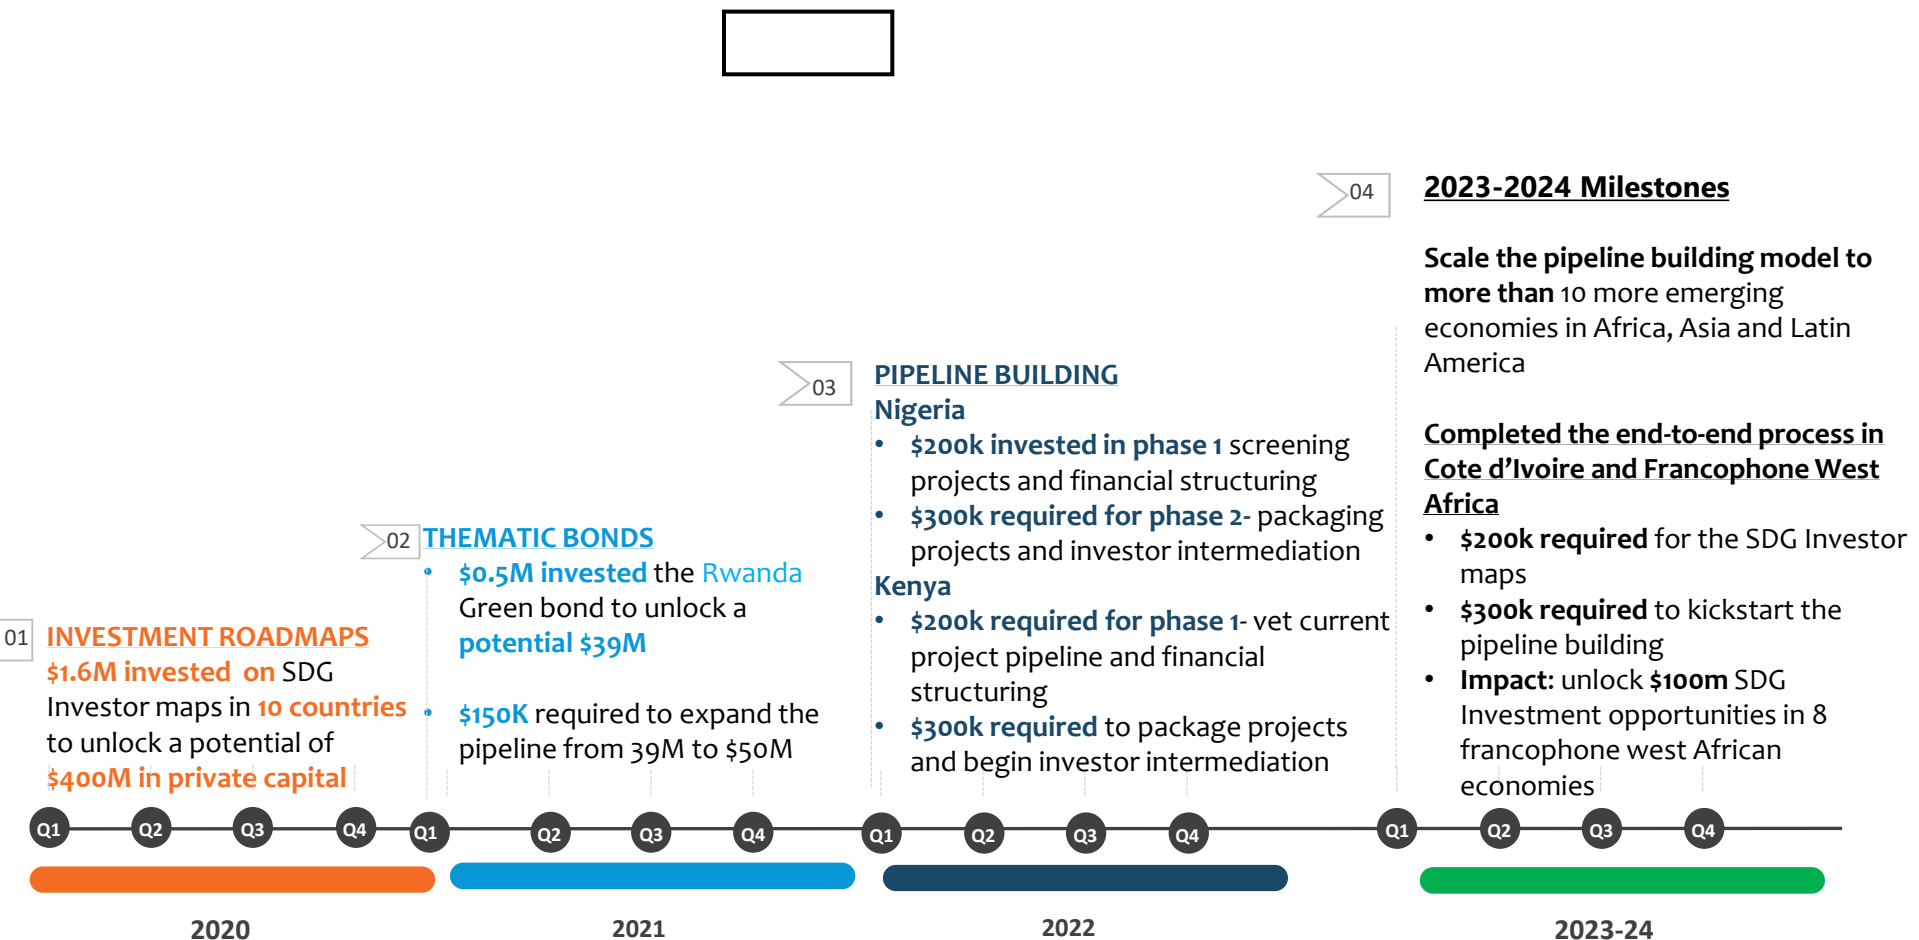 01
INVESTMENT ROADMAPS
$1.6M invested on SDG
Investor maps in 10 countries
to unlock a potential of
$400M in private capital
02
THEMATIC BONDS
• $0.5M invested the Rwanda
Green bond to unlock a
potential $39M
• $150K required to expand the
pipeline from 39M to $50M
03
PIPELINE BUILDING
Nigeria
• $200k invested in phase 1 screening
projects and financial structuring
• $300k required for phase 2- packaging
projects and investor intermediation
Kenya
• $200k required for phase 1- vet current
project pipeline and financial
structuring
• $300k required to package projects
and begin investor intermediation
04
2023-2024 Milestones
Scale the pipeline building model to
more than 10 more emerging
economies in Africa, Asia and Latin
America
Completed the end-to-end process in
Cote d’Ivoire and Francophone West
Africa
• $200k required for the SDG Investor
maps
• $300k required to kickstart the
pipeline building
• Impact: unlock $100m SDG
Investment opportunities in 8
francophone west African
economies
Q1 Q2 Q3 Q4 Q1 Q2 Q3 Q4 Q1 Q2 Q3 Q4 Q1 Q2 Q3 Q4
2020 2021 2022 2023-24